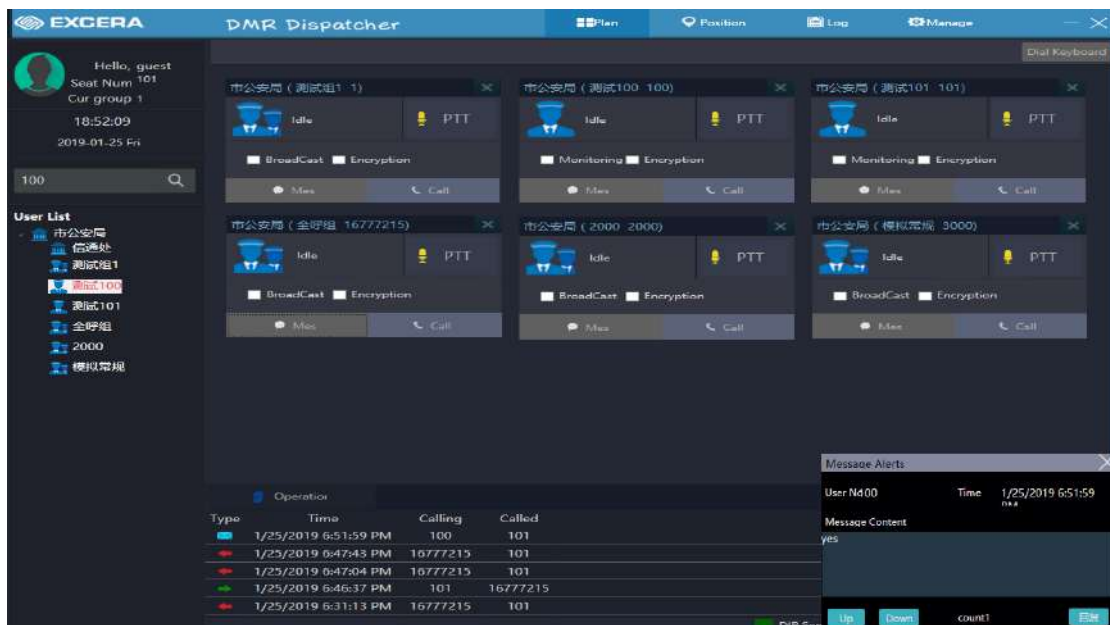 EXCERA DMR Dispatcher Plan Position Log Manage
Hello, guest
Seat Num 101
Cur group 1
18:52:09
2019-01-25 Fri
100
User List
市公安局
信通处
测试组1
测试100
测试101
全呼组
2000
模拟常规
Dial Keyboard
市公安局 ( 测试组1 1)
Idle PTT
BroadCast Encryption
Mes Call
市公安局 ( 测试100 100)
Idle PTT
Monitoring Encryption
Mes Call
市公安局 ( 测试101 101)
Idle PTT
Monitoring Encryption
Mes Call
市公安局 ( 全呼组 16777215)
Idle PTT
BroadCast Encryption
Mes Call
市公安局 ( 2000 2000)
Idle PTT
BroadCast Encryption
Mes Call
市公安局 ( 模拟常规 3000)
Idle PTT
BroadCast Encryption
Mes Call
Operation
Type Time Calling Called
1/25/2019 6:51:59 PM 100 101
1/25/2019 6:47:43 PM 16777215 101
1/25/2019 6:47:04 PM 16777215 101
1/25/2019 6:46:37 PM 101 16777215
1/25/2019 6:31:13 PM 16777215 101
Message Alerts
User N 100 Time 1/25/2019 6:51:59
Message Content
yes
Up Down count1